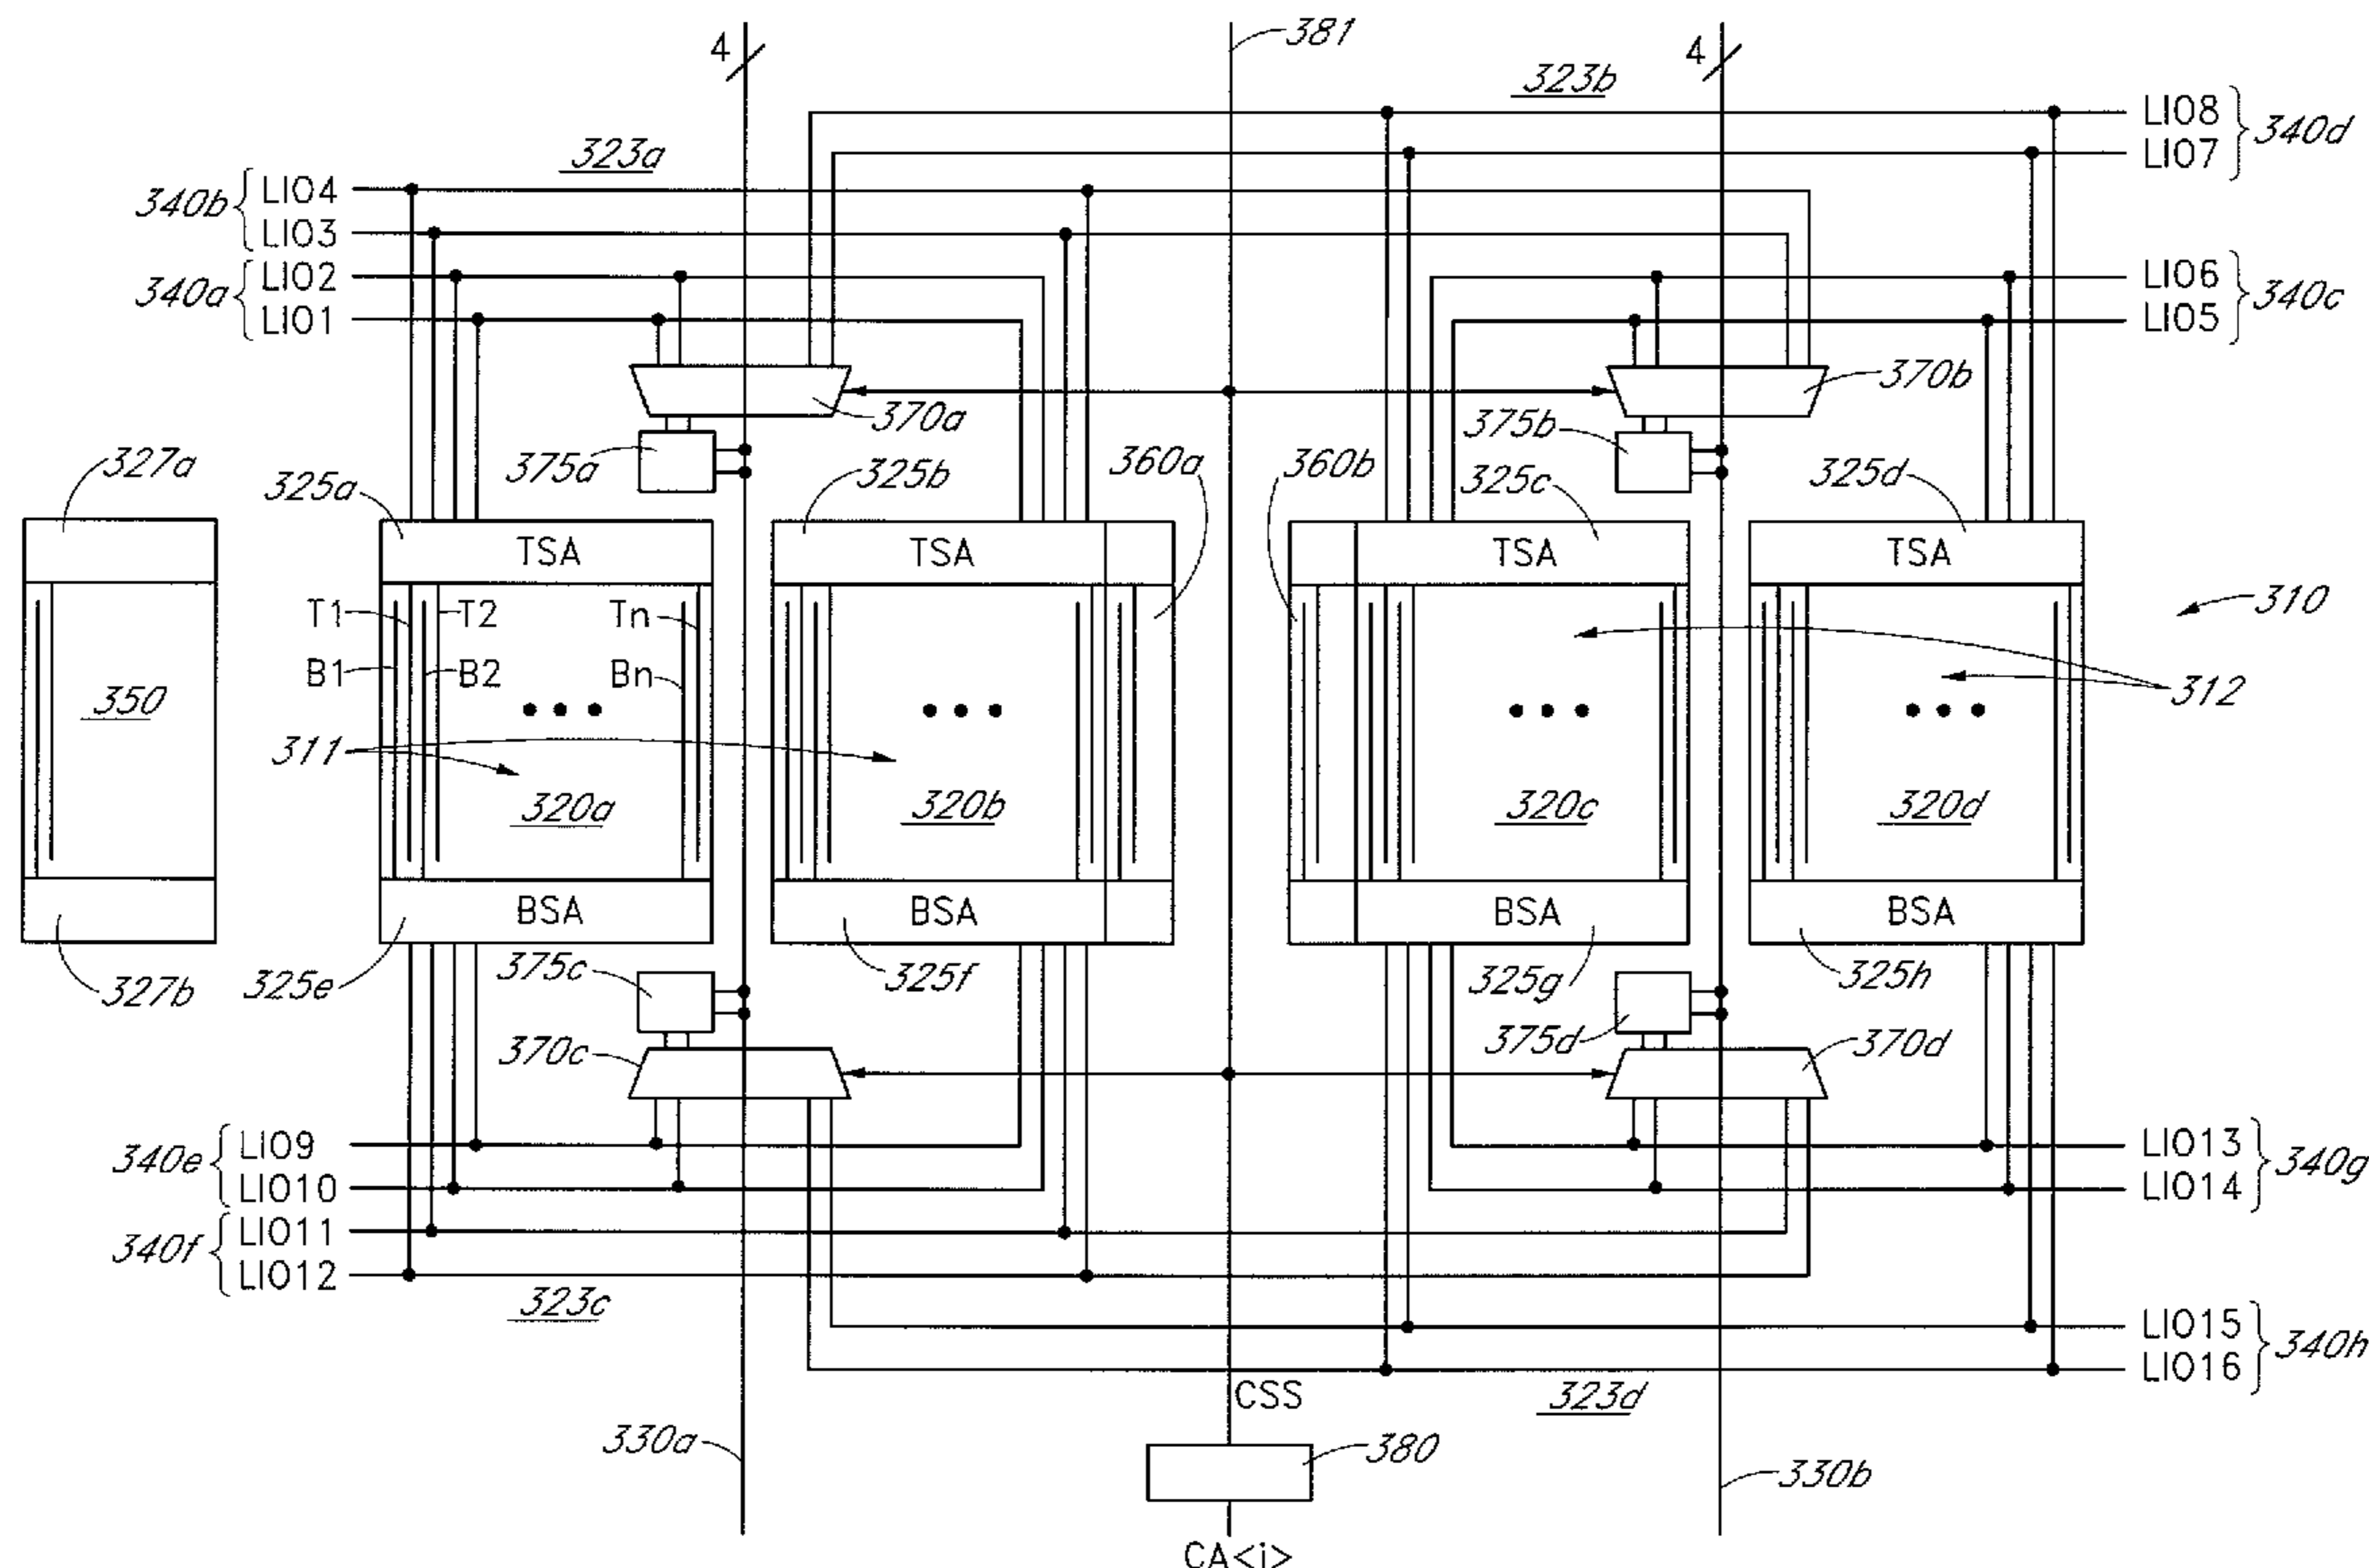 4
381
4
323b
LIO8
LIO7
340d
323a
340b
LIO4
LIO3
340a
LIO2
LIO1
LIO6
LIO5
340c
370a
370b
375a
375b
327a
325a
325b
360a
360b
325c
325d
TSA
TSA
TSA
TSA
T1
T2
Tn
310
B1
B2
Bn
350
312
311
320a
320b
320c
320d
BSA
BSA
BSA
BSA
327b
325e
375c
325f
325g
325h
370c
375d
370d
340e
LIO9
LIO10
LIO13
LIO14
340g
340f
LIO11
LIO12
323c
LIO15
LIO16
340h
CSS
323d
330a
380
330b
CA<i>